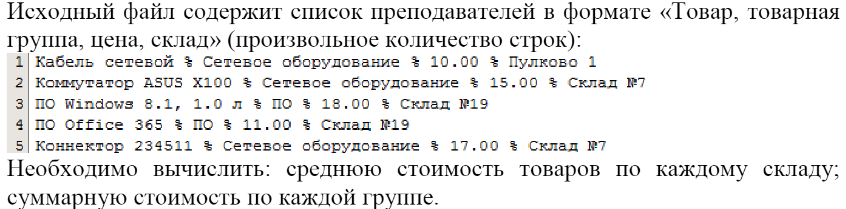 Исходный файл содержит список преподавателей в формате «Товар, товарная
группа, цена, склад» (произвольное количество строк):
1 Кабель сетевой % Сетевое оборудование % 10.00 % Пулково 1
2 Коммутатор ASUS X100 % Сетевое оборудование % 15.00 % Склад №7
3 ПО Windows 8.1, 1.0 л % ПО % 18.00 % Склад №19
4 ПО Office 365 % ПО % 11.00 % Склад №19
5 Коннектор 234511 % Сетевое оборудование % 17.00 % Склад №7
Необходимо вычислить: среднюю стоимость товаров по каждому складу;
суммарную стоимость по каждой группе.